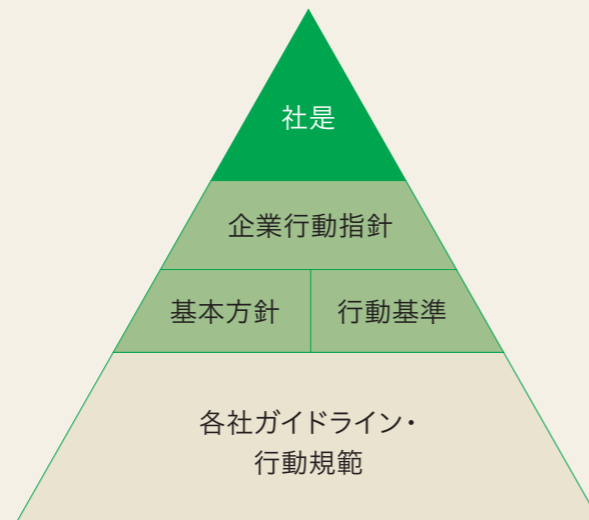 社是
企業行動指針
基本方針
行動基準
各社ガイドライン・
行動規範